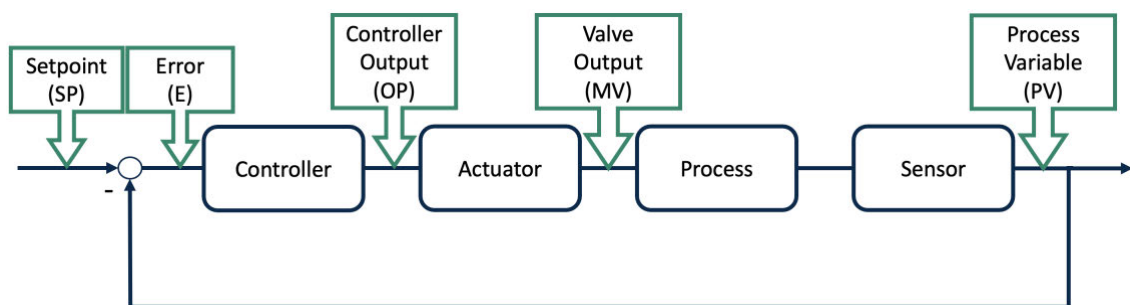 Setpoint
(SP)
Error
(E)
Controller
Output
(OP)
Valve
Output
(MV)
Process
Variable
(PV)
-
Controller
Actuator
Process
Sensor